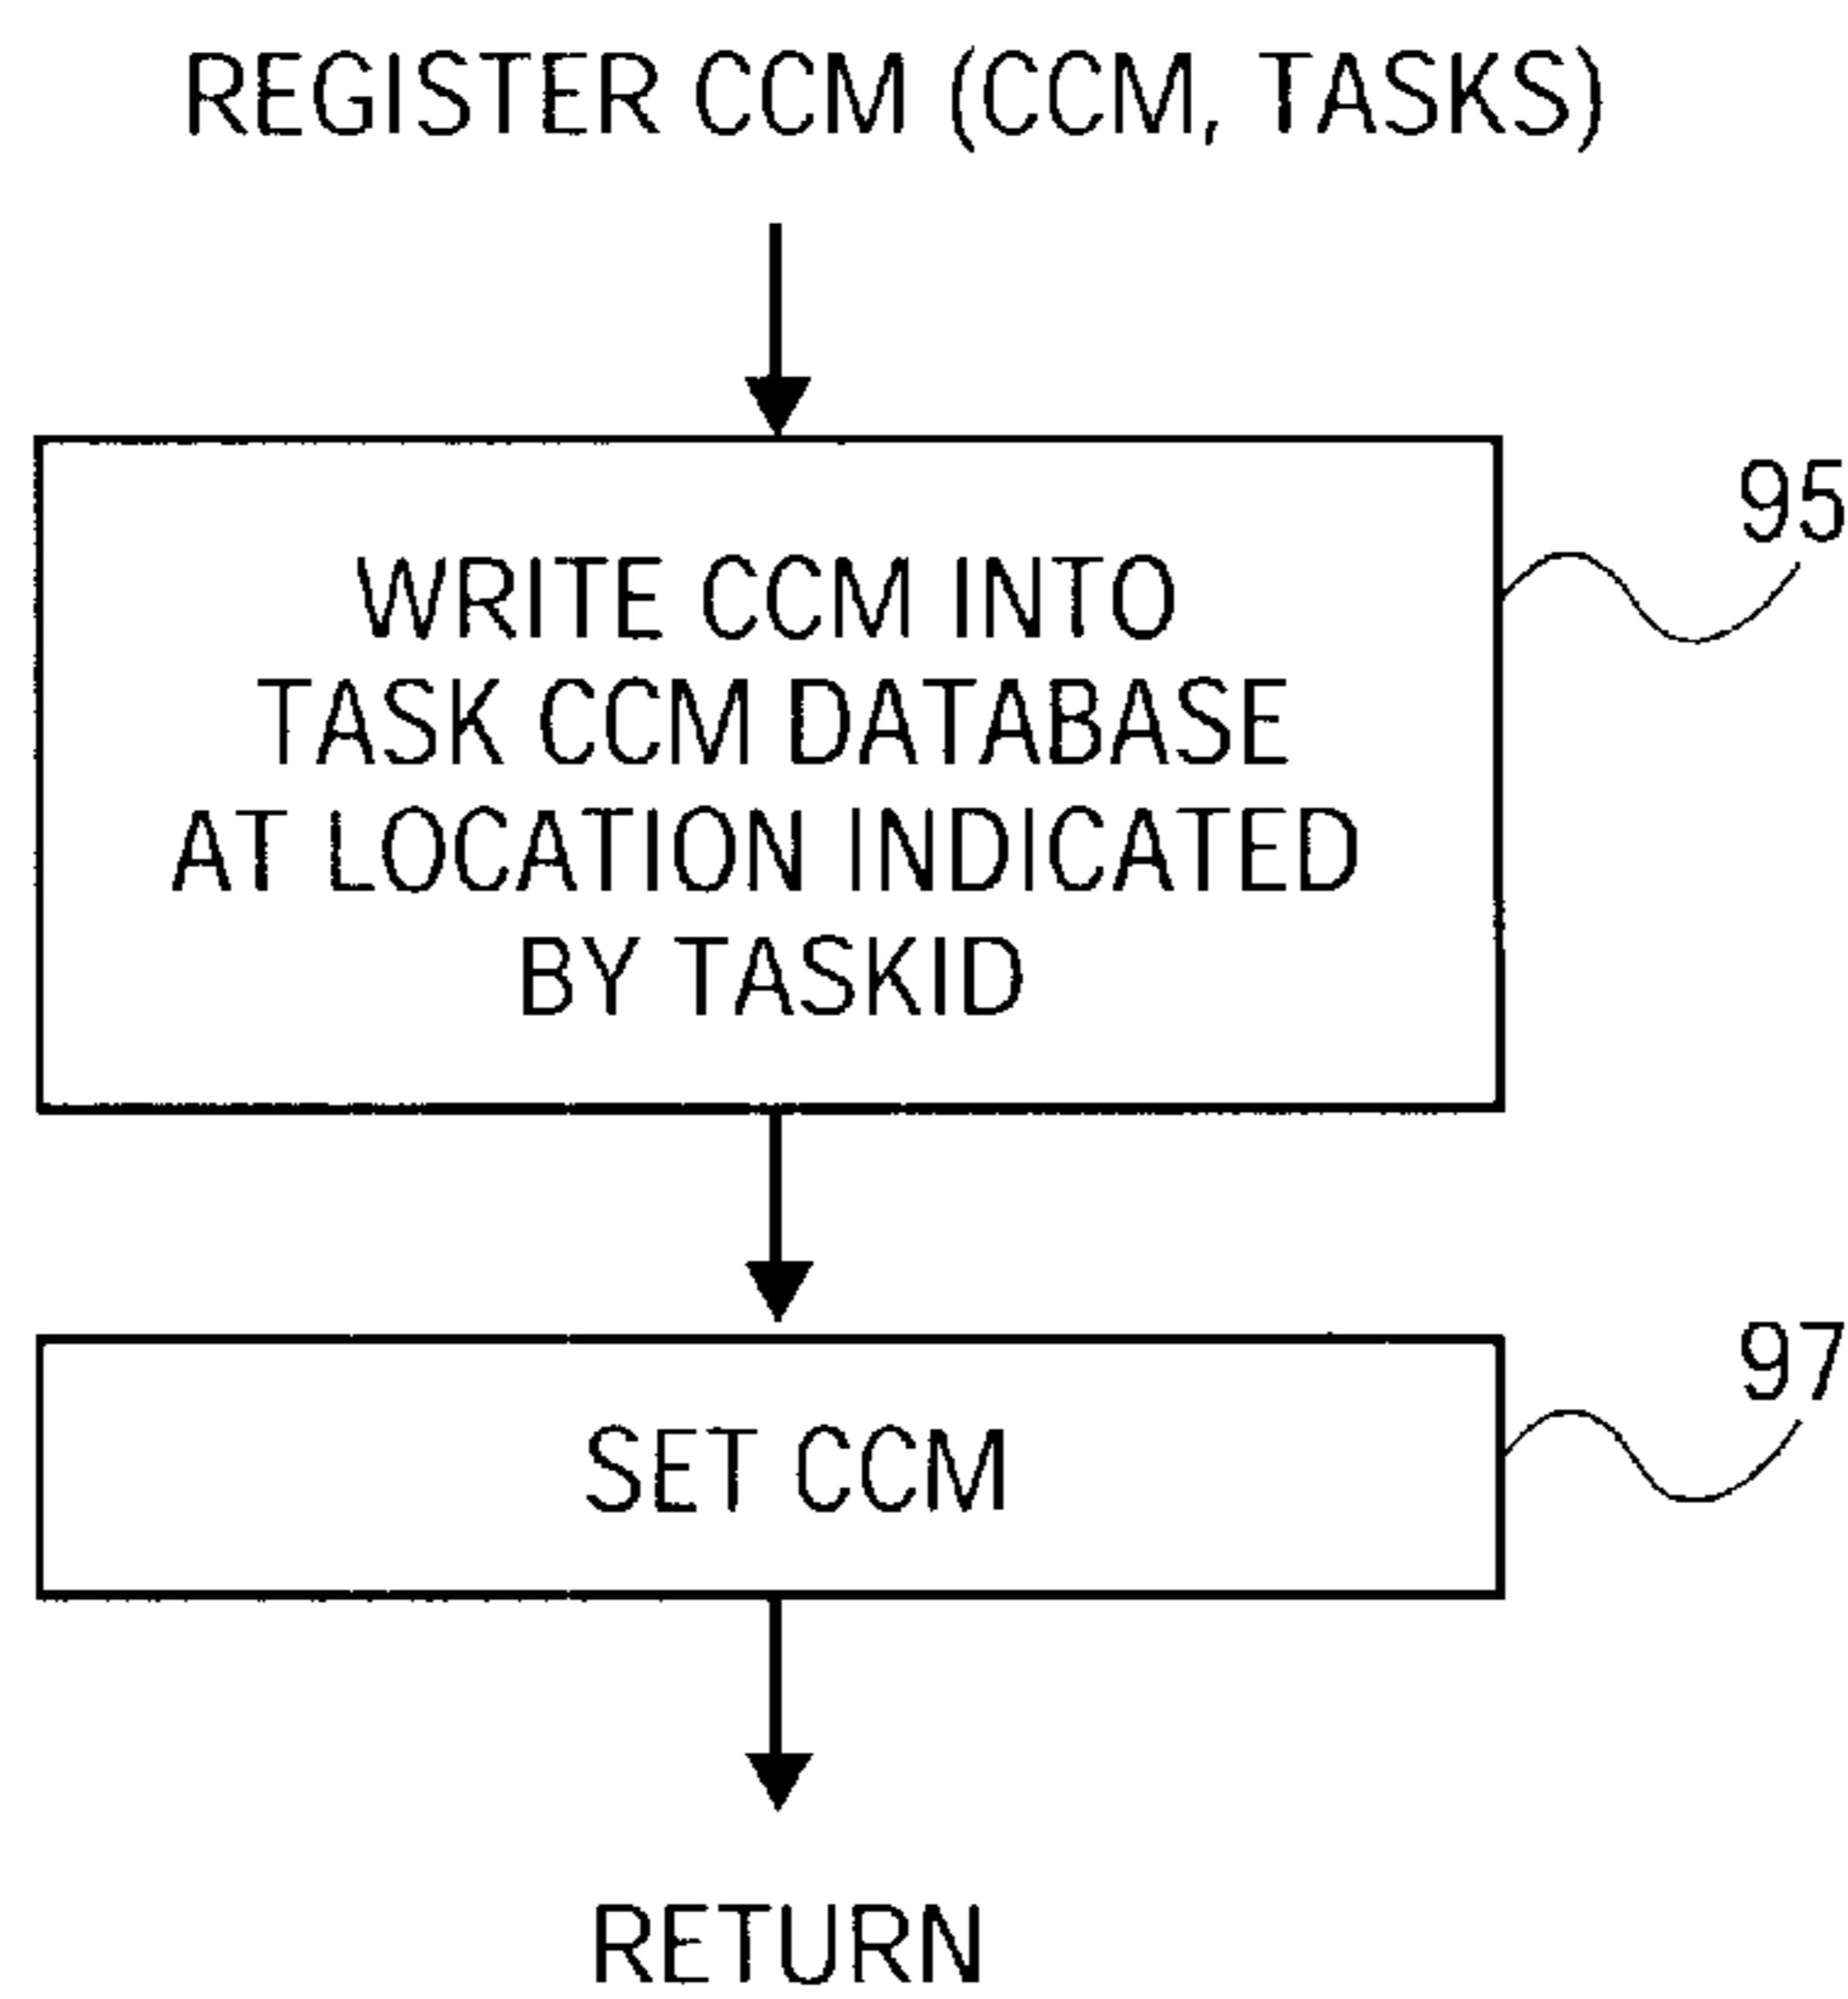 REGISTER CCM (CCM, TASKS)
95
WRITE CCM INTO
TASK CCM DATABASE
AT LOCATION INDICATED
BY TASKID
97
SET CCM
RETURN